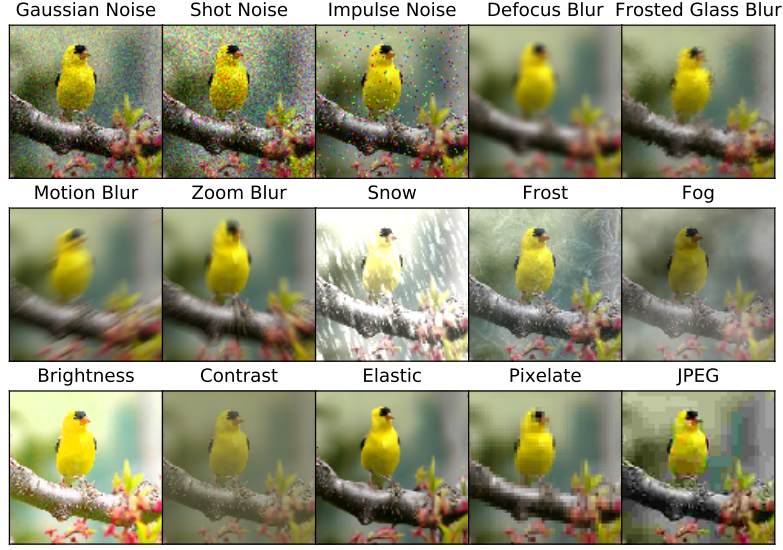 Gaussian Noise Shot Noise Impulse Noise Defocus Blur Frosted Glass Blur
Motion Blur Zoom Blur Snow Frost Fog
Brightness Contrast Elastic Pixelate JPEG